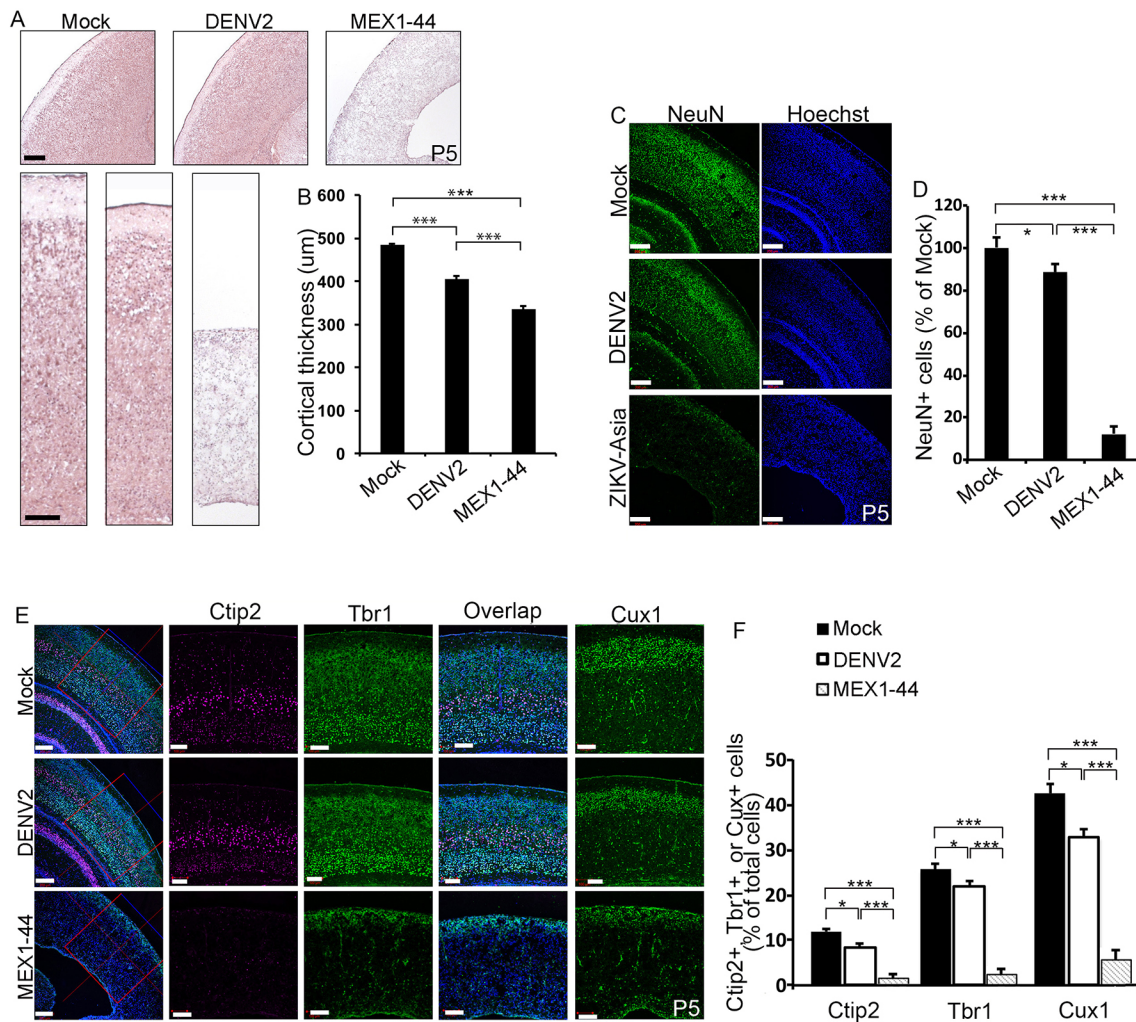 A
Mock
DENV2
MEX1-44
P5
B
***
***
***
Cortical thickness (um)
600
500
400
300
200
100
0
Mock
DENV2
MEX1-44
C
NeuN
Hoechst
Mock
DENV2
ZIKV-Asia
P5
D
***
*
***
NeuN+ cells (% of Mock)
120
100
80
60
40
20
0
Mock
DENV2
MEX1-44
E
Ctip2
Tbr1
Overlap
Cux1
Mock
DENV2
MEX1-44
P5
F
Mock
DENV2
MEX1-44
Ctip2+, Tbr1+, or Cux+ cells
(% of total cells)
50
40
30
20
10
0
***
*
***
***
*
***
***
*
***
Ctip2
Tbr1
Cux1